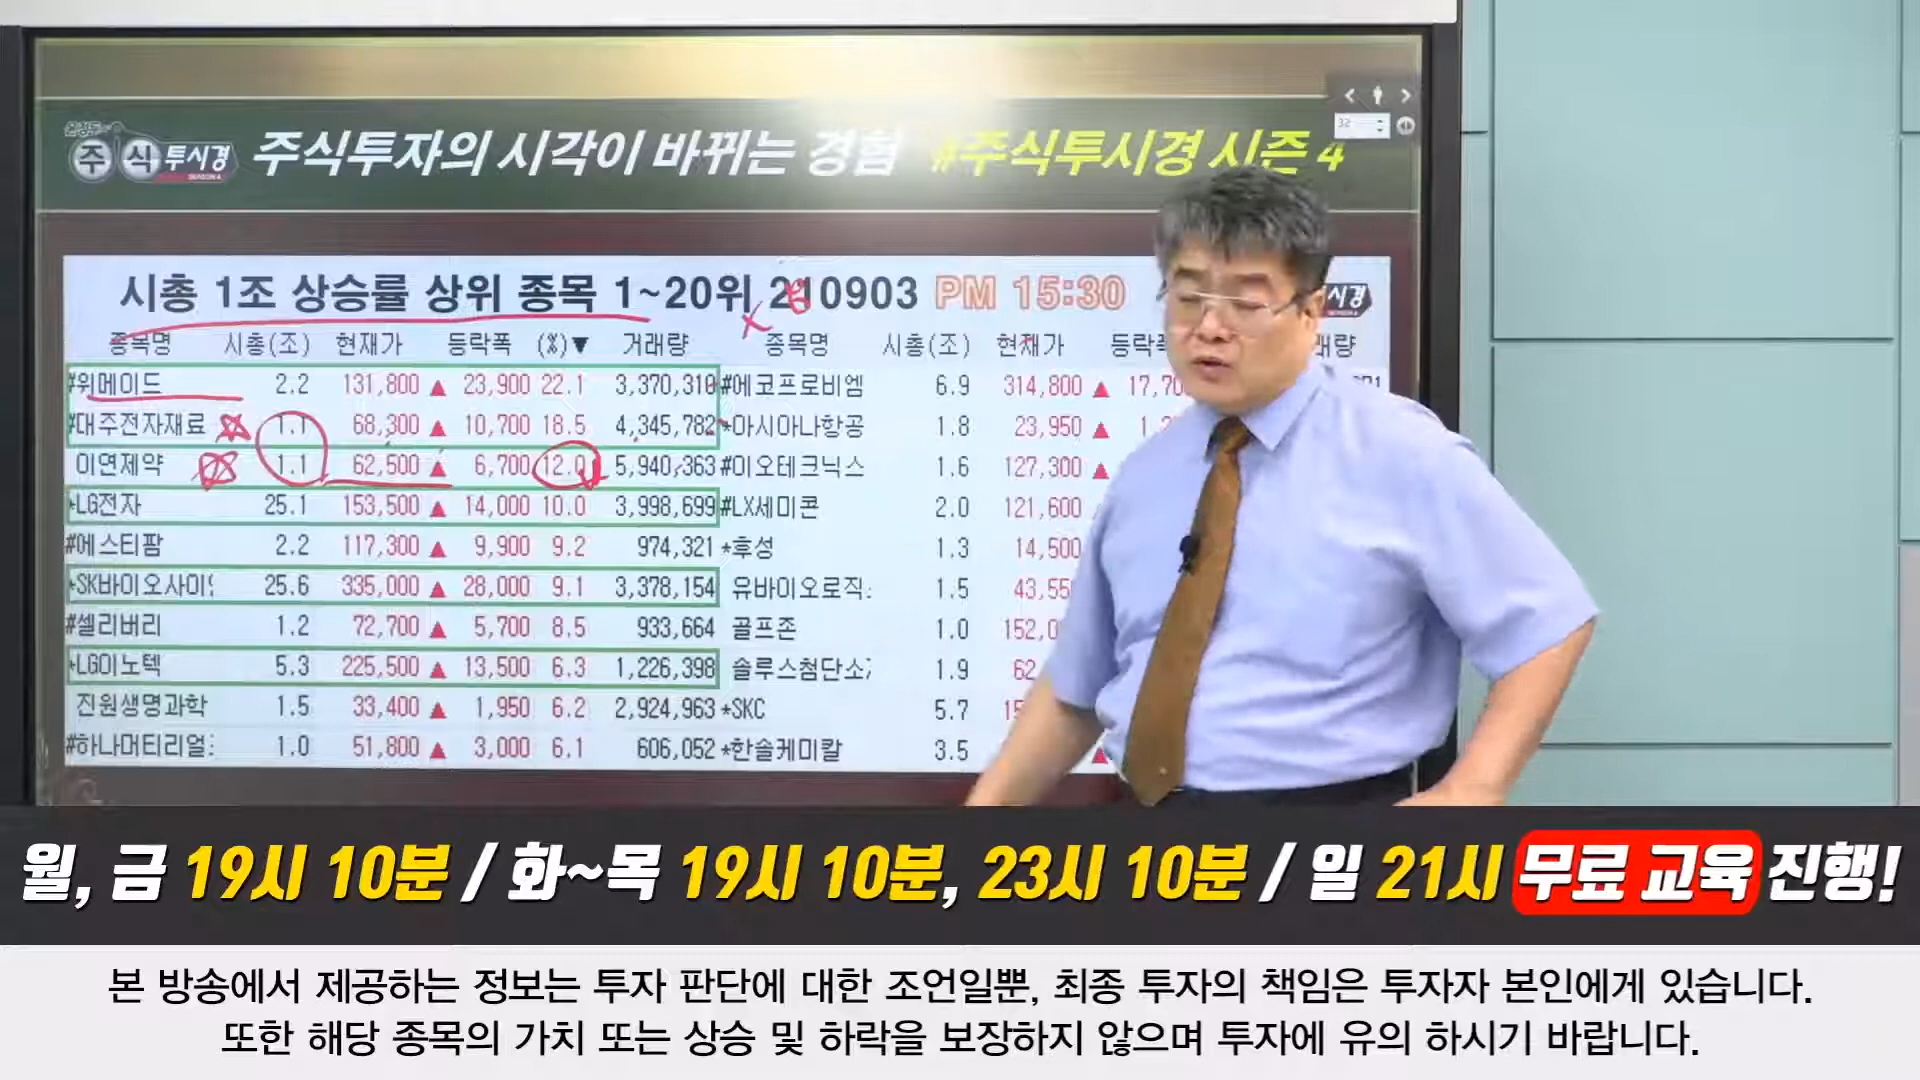 32
주식투시경 SEASON 4
주식투자의 시각이 바뀌는 경험 #주식투시경 시즌 4
시총 1조 상승률 상위 종목 1~20위 210903 PM 15:30 시경
종목명 시총(조) 현재가 등락폭 (%)▼ 거래량 종목명 시총(조) 현재가 등락폭 래량
#위메이드 2.2 131,800 ▲ 23,900 22.1 3,370,310 #에코프로비엠 6.9 314,800 ▲ 17,70
#대주전자재료 1.1 68,300 ▲ 10,700 18.5 4,345,782 *아시아나항공 1.8 23,950 ▲ 1,2
이연제약 1.1 62,500 ▲ 6,700 12.0 5,940,363 #이오테크닉스 1.6 127,300 ▲
*LG전자 25.1 153,500 ▲ 14,000 10.0 3,998,699 #LX세미콘 2.0 121,600
#에스티팜 2.2 117,300 ▲ 9,900 9.2 974,321 *후성 1.3 14,500
*SK바이오사이 25.6 335,000 ▲ 28,000 9.1 3,378,154 유바이오로직 1.5 43,55
#셀리버리 1.2 72,700 ▲ 5,700 8.5 933,664 골프존 1.0 152,0
*LG이노텍 5.3 225,500 ▲ 13,500 6.3 1,226,398 솔루스첨단소 1.9 62
진원생명과학 1.5 33,400 ▲ 1,950 6.2 2,924,963 *SKC 5.7 15
#하나머티리얼 1.0 51,800 ▲ 3,000 6.1 606,052 *한솔케미칼 3.5 ▲
월, 금 19시 10분 / 화~목 19시 10분, 23시 10분 / 일 21시 무료 교육 진행!
본 방송에서 제공하는 정보는 투자 판단에 대한 조언일뿐, 최종 투자의 책임은 투자자 본인에게 있습니다.
또한 해당 종목의 가치 또는 상승 및 하락을 보장하지 않으며 투자에 유의 하시기 바랍니다.